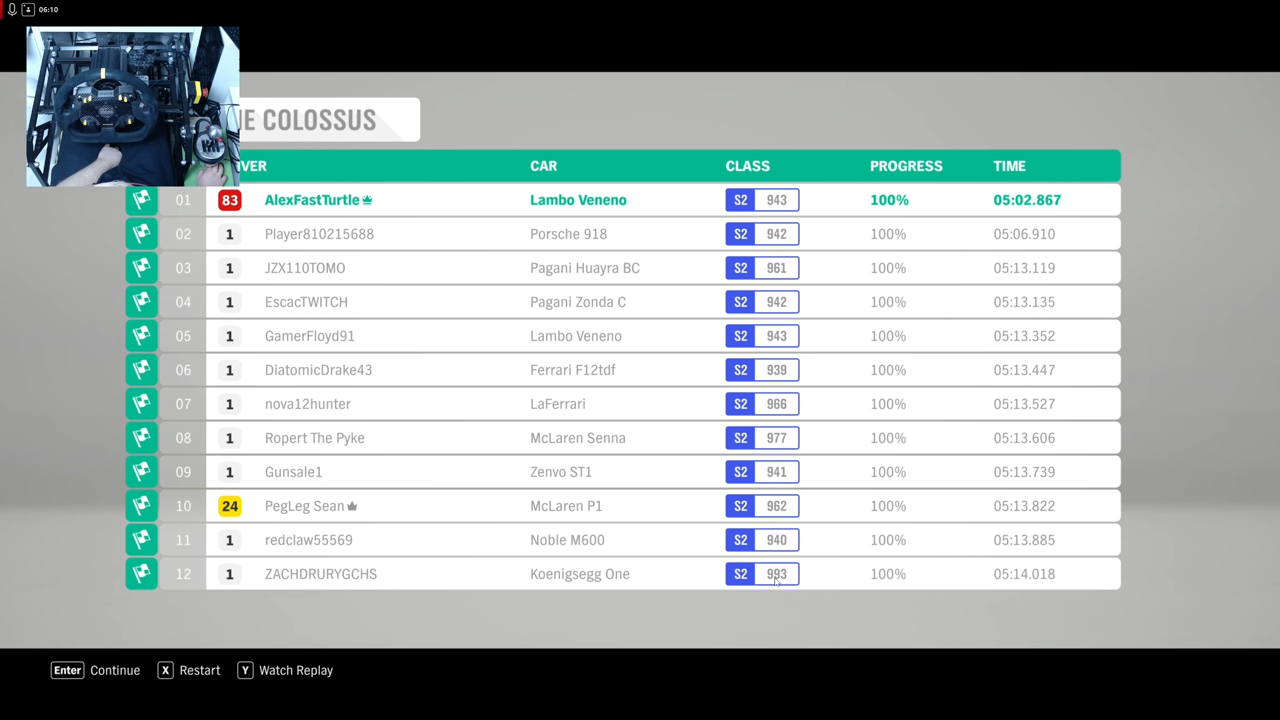 06:10
E COLOSSUS
VER CAR CLASS PROGRESS TIME
01 83 AlexFastTurtle Lambo Veneno S2 943 100% 05:02.867
02 1 Player810215688 Porsche 918 S2 942 100% 05:06.910
03 1 JZX110TOMO Pagani Huayra BC S2 961 100% 05:13.119
04 1 EscacTWITCH Pagani Zonda C S2 942 100% 05:13.135
05 1 GamerFloyd91 Lambo Veneno S2 943 100% 05:13.352
06 1 DiatomicDrake43 Ferrari F12tdf S2 939 100% 05:13.447
07 1 nova12hunter LaFerrari S2 966 100% 05:13.527
08 1 Ropert The Pyke McLaren Senna S2 977 100% 05:13.606
09 1 Gunsale1 Zenvo ST1 S2 941 100% 05:13.739
10 24 PegLeg Sean McLaren P1 S2 962 100% 05:13.822
11 1 redclaw55569 Noble M600 S2 940 100% 05:13.885
12 1 ZACHDRURYGCHS Koenigsegg One S2 993 100% 05:14.018
Enter Continue X Restart Y Watch Replay